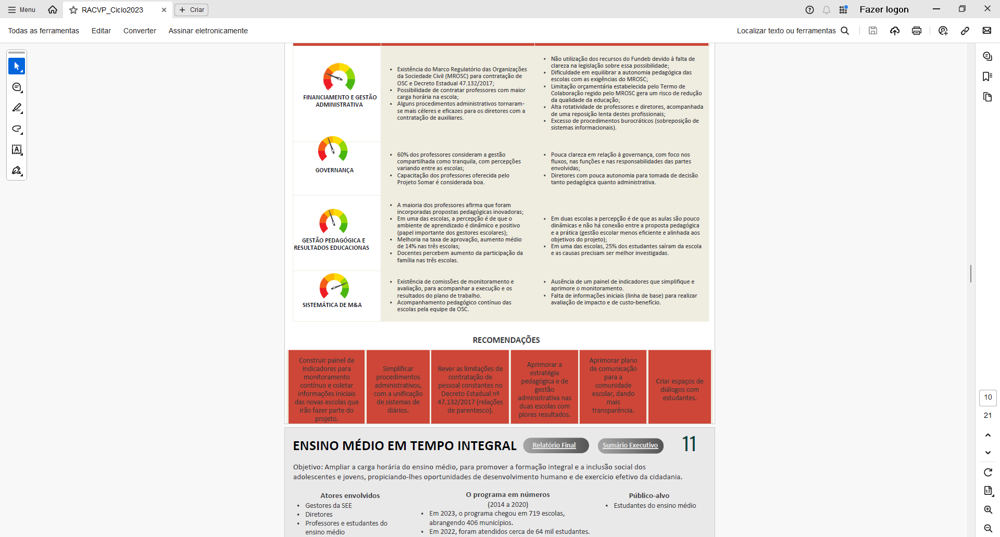 Menu
RACVP_Ciclo2023
Criar
Fazer logon
Todas as ferramentas
Editar
Converter
Assinar eletronicamente
Localizar texto ou ferramentas
FINANCIAMENTO E GESTÃO
ADMINISTRATIVA
• Existência do Marco Regulatório das Organizações
da Sociedade Civil (MROSC) para contratação de
OSC e Decreto Estadual 47.132/2017;
• Possibilidade de contratar professores com maior
carga horária na escola;
• Alguns procedimentos administrativos tornaram-
se mais céleres e eficazes para os diretores com a
contratação de auxiliares.
• Não utilização dos recursos do Fundeb devido à falta de
clareza na legislação sobre essa possibilidade;
• Dificuldade em equilibrar a autonomia pedagógica das
escolas com as exigências do MROSC;
• Limitação orçamentária estabelecida pelo Termo de
Colaboração regido pelo MROSC gera um risco de redução
da qualidade da educação;
• Alta rotatividade de professores e diretores, acompanhada
de uma reposição lenta destes profissionais;
• Excesso de procedimentos burocráticos (sobreposição de
sistemas informacionais).
GOVERNANÇA
• 60% dos professores consideram a gestão
compartilhada como tranquila, com percepções
variando entre as escolas;
• Capacitação dos professores oferecida pelo
Projeto Somar é considerada boa.
• Pouca clareza em relação à governança, com foco nos
fluxos, nas funções e nas responsabilidades das partes
envolvidas;
• Diretores com pouca autonomia para tomada de decisão
tanto pedagógica quanto administrativa.
GESTÃO PEDAGÓGICA E
RESULTADOS EDUCACIONAS
• A maioria dos professores afirma que foram
incorporadas propostas pedagógicas inovadoras;
• Em uma das escolas, a percepção é de que o
ambiente de aprendizado é dinâmico e positivo
(papel importante dos gestores escolares);
• Melhoria na taxa de aprovação, aumento médio
de 14% nas três escolas;
• Docentes percebem aumento da participação da
família nas três escolas.
• Em duas escolas a percepção é de que as aulas são pouco
dinâmicas e não há conexão entre a proposta pedagógica
e a prática (gestão escolar menos eficiente e alinhada aos
objetivos do projeto);
• Em uma das escolas, 25% dos estudantes saíram da escola
e as causas precisam ser melhor investigadas.
SISTEMÁTICA DE M&A
• Existência de comissões de monitoramento e
avaliação, para acompanhar a execução e os
resultados do plano de trabalho.
• Acompanhamento pedagógico contínuo das
escolas pela equipe da OSC.
• Ausência de um painel de indicadores que simplifique e
aprimore o monitoramento.
• Falta de informações iniciais (linha de base) para realizar
avaliação de impacto e de custo-benefício.
RECOMENDAÇÕES
Construir painel de
indicadores para
monitoramento
contínuo e coletar
informações iniciais
das novas escolas que
irão fazer parte do
projeto.
Simplificar
procedimentos
administrativos,
com a unificação
de sistemas de
diários.
Rever as limitações de
contratação de
pessoal constantes no
Decreto Estadual nº
47.132/2017 (relações
de parentesco).
Aprimorar a
estratégia
pedagógica e de
gestão
administrativa nas
duas escolas com
piores resultados.
Aprimorar plano
de comunicação
para a
comunidade
escolar, dando
mais
transparência.
Criar espaços de
diálogos com
estudantes.
10
21
ENSINO MÉDIO EM TEMPO INTEGRAL
Relatório Final
Sumário Executivo
11
Objetivo: Ampliar a carga horária do ensino médio, para promover a formação integral e a inclusão social dos
adolescentes e jovens, propiciando-lhes oportunidades de desenvolvimento humano e de exercício efetivo da cidadania.
Atores envolvidos
• Gestores da SEE
• Diretores
• Professores e estudantes do
ensino médio
O programa em números
(2014 a 2020)
• Em 2023, o programa chegou em 719 escolas,
abrangendo 406 municípios.
• Em 2022, foram atendidos cerca de 64 mil estudantes.
Público-alvo
• Estudantes do ensino médio